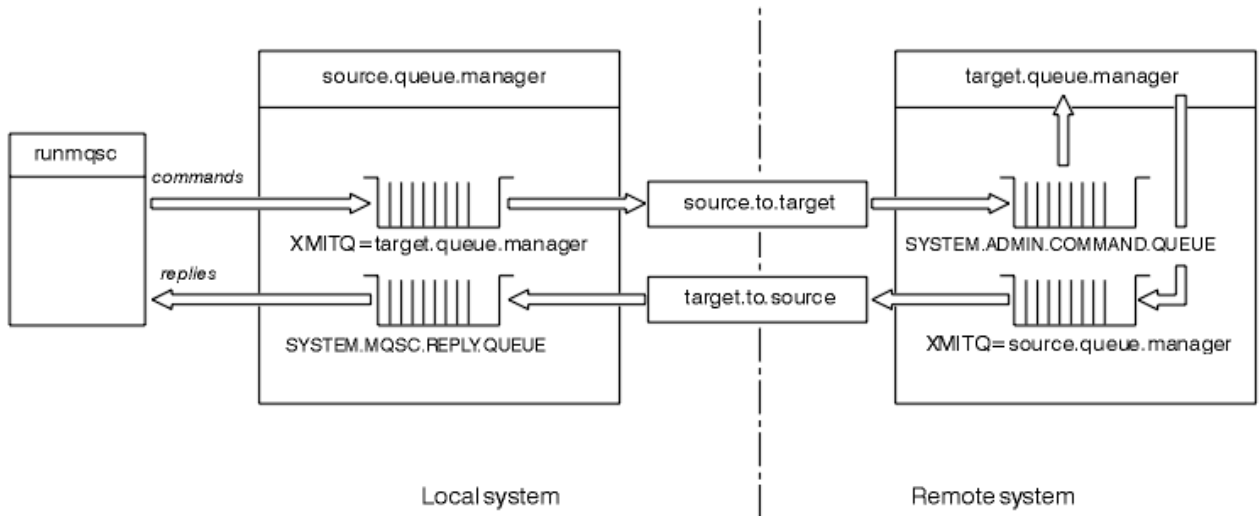 source.queue.manager
target.queue.manager
runmqsc
commands
source.to.target
XMITQ=target.queue.manager
SYSTEM.ADMIN.COMMAND.QUEUE
replies
target.to.source
SYSTEM.MQSC.REPLY.QUEUE
XMITQ=source.queue.manager
Local system
Remote system